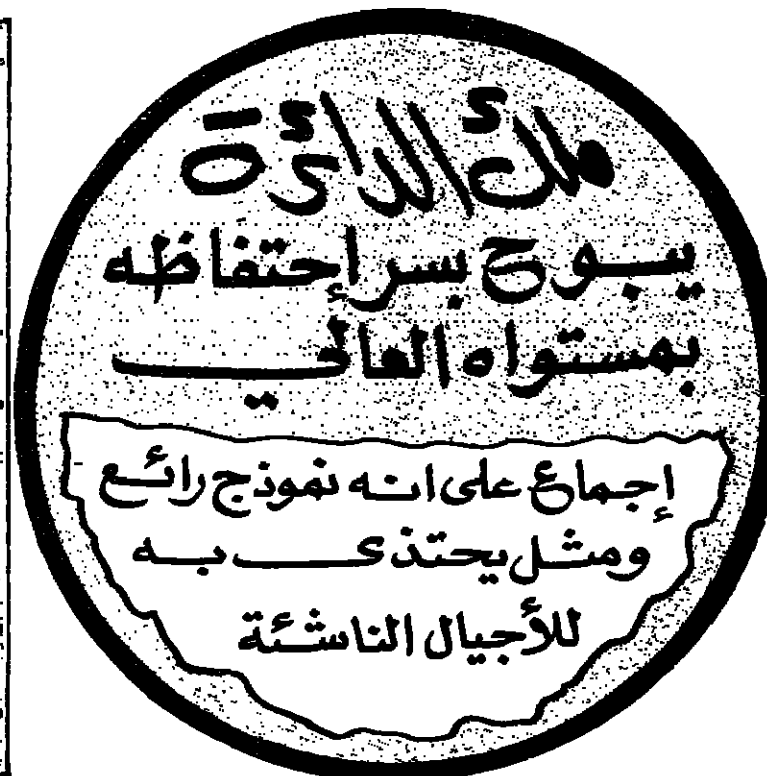 ملك الدائرة
يبوح بسر إحتفاظه
بمستواه العالي
إجماع على انه نموذج رائع
ومثل يحتذى به
للأجيال الناشئة